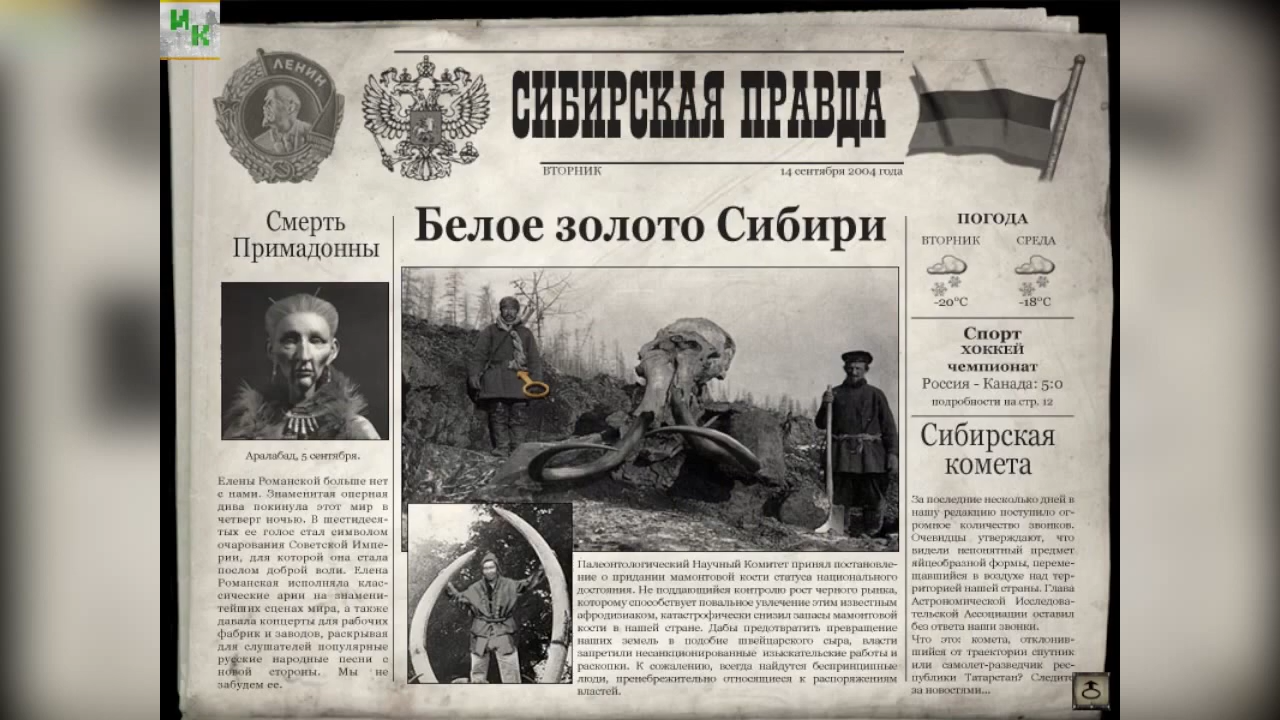 ИК
ЛЕНИН
СИБИРСКАЯ ПРАВДА
ВТОРНИК
14 сентября 2004 года
Смерть
Примадонны
Аралабад, 5 сентября.
Елены Романской больше нет
с нами. Знаменитая оперная
дива покинула этот мир в
четверг ночью. В шестидеся-
тых ее голос стал символом
очарования Советской Импе-
рии, для которой она стала
послом доброй воли. Елена
Романская исполняла клас-
сические арии на знамени-
тейших сценах мира, а также
давала концерты для рабочих
фабрик и заводов, раскрывая
для слушателей популярные
русские народные песни с
новой стороны. Мы не
забудем ее.
Белое золото Сибири
Палеонтологический Научный Комитет принял постановле-
ние о придании мамонтовой кости статуса национального
достояния. Не поддающийся контролю рост черного рынка,
которому способствует повальное увлечение этим известным
афродизиаком, катастрофически снизил запасы мамонтовой
кости в нашей стране. Дабы предотвратить превращение
наших земель в подобие швейцарского сыра, власти
запретили несанкционированные изыскательские работы и
раскопки. К сожалению, всегда найдутся беспринципные
люди, пренебрежительно относящиеся к распоряжениям
властей.
ПОГОДА
ВТОРНИК СРЕДА
-20°C -18°C
Спорт
ХОККЕЙ
чемпионат
Россия - Канада: 5:0
подробности на стр. 12
Сибирская
комета
За последние несколько дней в
нашу редакцию поступило ог-
ромное количество звонков.
Очевидцы утверждают, что
видели непонятный предмет
яйцеобразной формы, переме-
щавшийся в воздухе над тер-
риторией нашей страны. Глава
Астрономической Исследова-
тельской Ассоциации оставил
без ответа наши звонки.
Что это: комета, отклонив-
шийся от траектории спутник
или самолет-разведчик рес-
публики Татарстан? Следите
за новостями...